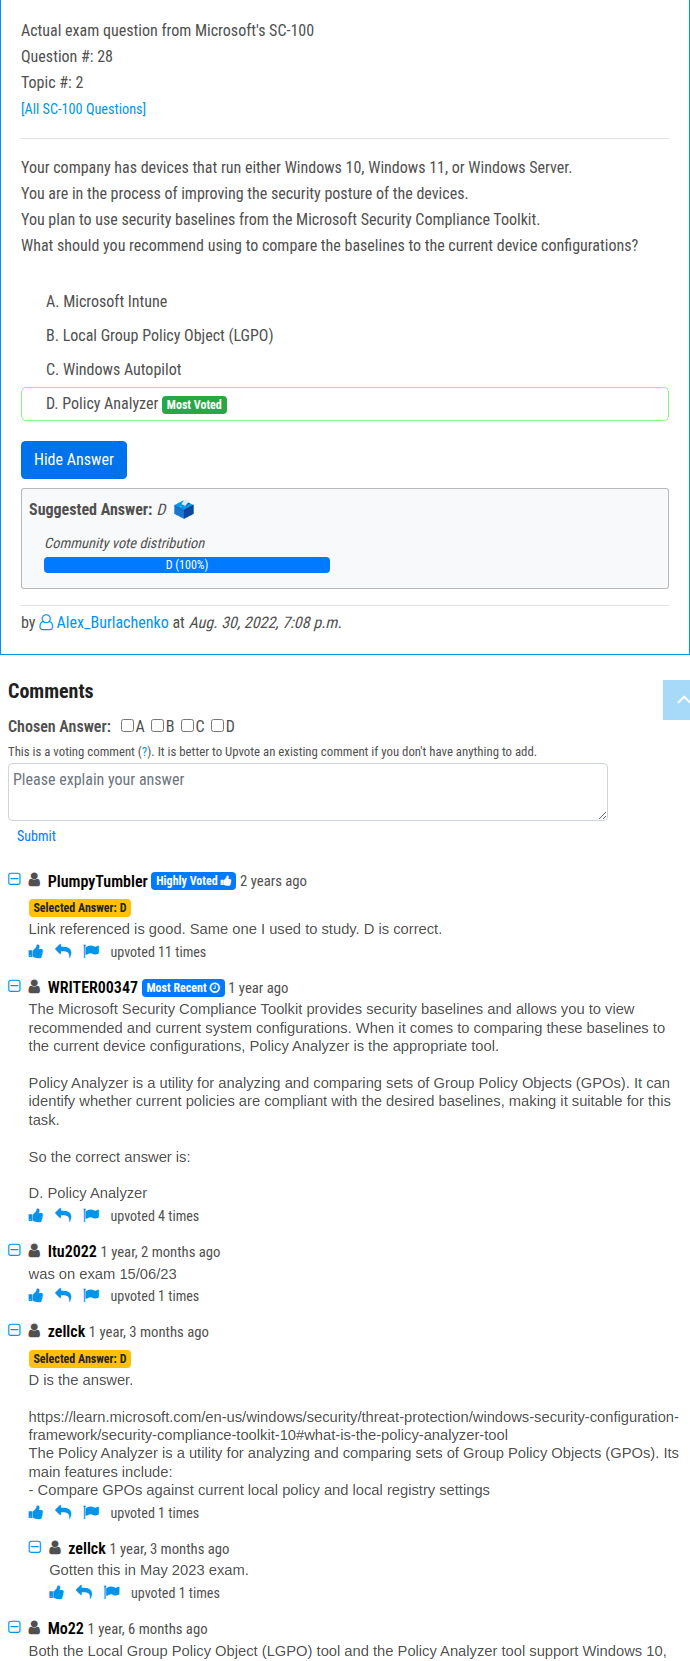 Actual exam question from Microsoft's SC-100
Question #: 28
Topic #: 2
[All SC-100 Questions]
Your company has devices that run either Windows 10, Windows 11, or Windows Server.
You are in the process of improving the security posture of the devices.
You plan to use security baselines from the Microsoft Security Compliance Toolkit.
What should you recommend using to compare the baselines to the current device configurations?
A. Microsoft Intune
B. Local Group Policy Object (LGPO)
C. Windows Autopilot
D. Policy Analyzer Most Voted
Hide Answer
Suggested Answer: D
Community vote distribution
D (100%)
by Alex_Burlachenko at Aug. 30, 2022, 7:08 p.m.
Comments
Chosen Answer: A B C D
This is a voting comment (?). It is better to Upvote an existing comment if you don't have anything to add.
Please explain your answer
Submit
PlumpyTumbler Highly Voted 2 years ago
Selected Answer: D
Link referenced is good. Same one I used to study. D is correct.
upvoted 11 times
WRITER00347 Most Recent 1 year ago
The Microsoft Security Compliance Toolkit provides security baselines and allows you to view
recommended and current system configurations. When it comes to comparing these baselines to
the current device configurations, Policy Analyzer is the appropriate tool.
Policy Analyzer is a utility for analyzing and comparing sets of Group Policy Objects (GPOs). It can
identify whether current policies are compliant with the desired baselines, making it suitable for this
task.
So the correct answer is:
D. Policy Analyzer
upvoted 4 times
Itu2022 1 year, 2 months ago
was on exam 15/06/23
upvoted 1 times
zellck 1 year, 3 months ago
Selected Answer: D
D is the answer.
https://learn.microsoft.com/en-us/windows/security/threat-protection/windows-security-configuration-
framework/security-compliance-toolkit-10#what-is-the-policy-analyzer-tool
The Policy Analyzer is a utility for analyzing and comparing sets of Group Policy Objects (GPOs). Its
main features include:
- Compare GPOs against current local policy and local registry settings
upvoted 1 times
zellck 1 year, 3 months ago
Gotten this in May 2023 exam.
upvoted 1 times
Mo22 1 year, 6 months ago
Both the Local Group Policy Object (LGPO) tool and the Policy Analyzer tool support Windows 10,